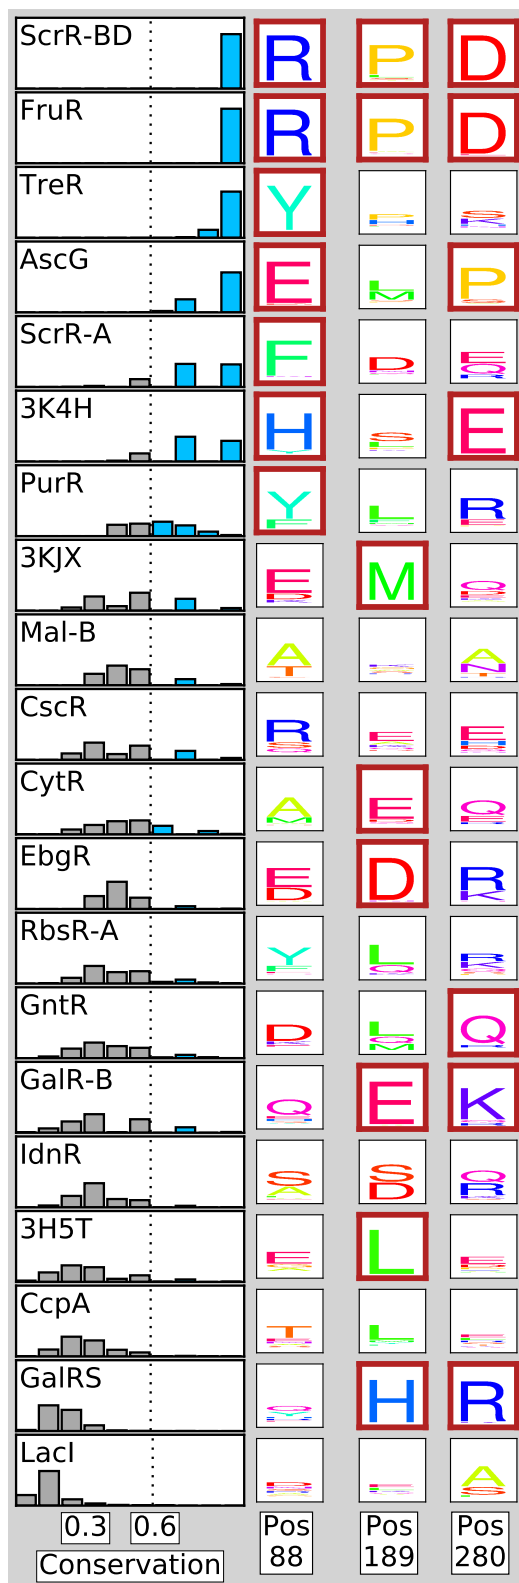 ScrR-BD R P D
FruR R P D
TreR Y
AscG E L M P
ScrR-A F D E Q R
3K4H H S E
PurR Y L R
3KJX E M Q
Mal-B A T A N
CscR R E E
CytR A M E Q E
EbgR E D D R K
RbsR-A Y L Q R K
GntR D L Q M Q
GalR-B Q E K
IdnR S A S D Q R
3H5T E L E
CcpA T L
GalRS H R
LacI A S
0.3 0.6 Pos 88 Pos 189 Pos 280
Conservation